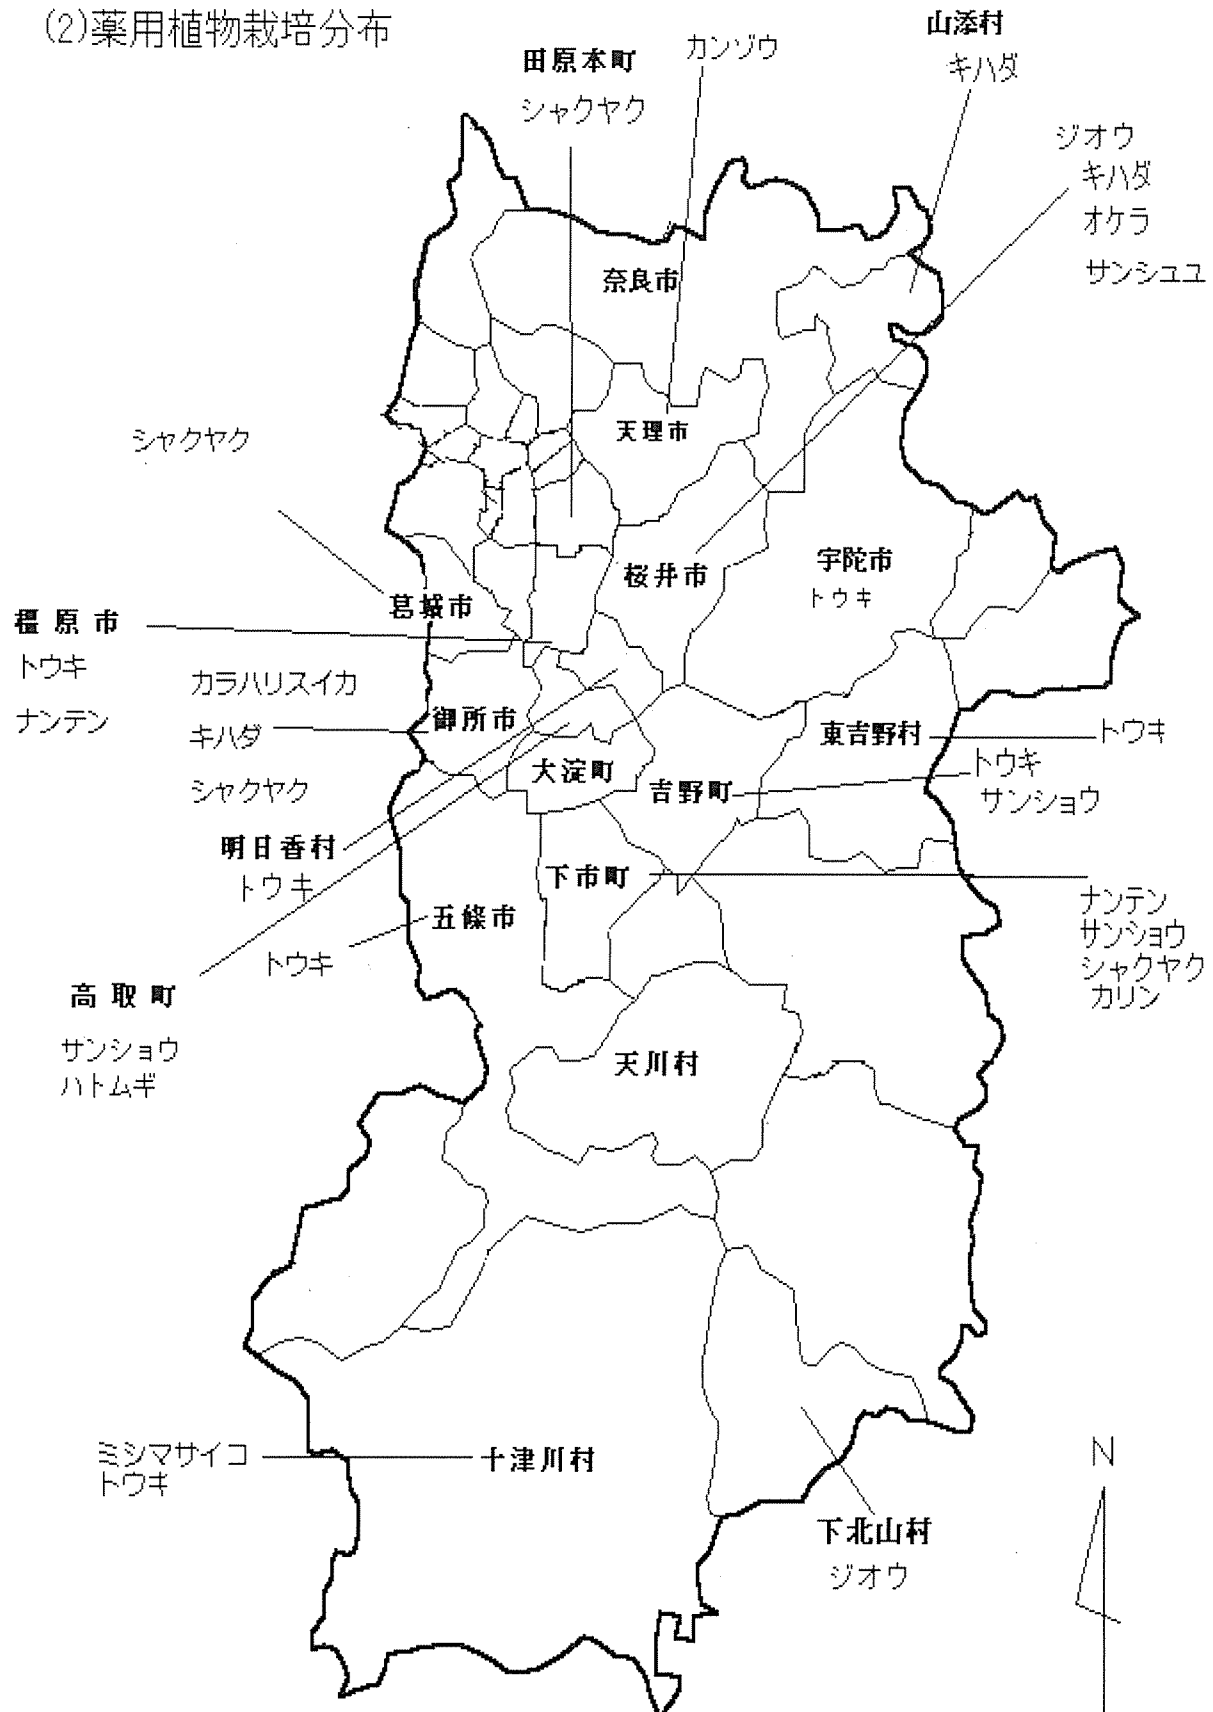 (2)薬用植物栽培分布
山添村
キハダ
田原本町
シャクヤク
カンゾウ
ジオウ
キハダ
オケラ
サンシュユ
奈良市
天理市
シャクヤク
桜井市
宇陀市
トウキ
葛城市
橿原市
トウキ
ナンテン
カラハリスイカ
キハダ
シャクヤク
御所市
東吉野村
トウキ
大淀町
吉野町
トウキ
サンショウ
明日香村
トウキ
下市町
ナンテン
サンショウ
シャクヤク
カリン
五條市
トウキ
高取町
サンショウ
ハトムギ
天川村
ミシマサイコ
トウキ
十津川村
下北山村
ジオウ
N